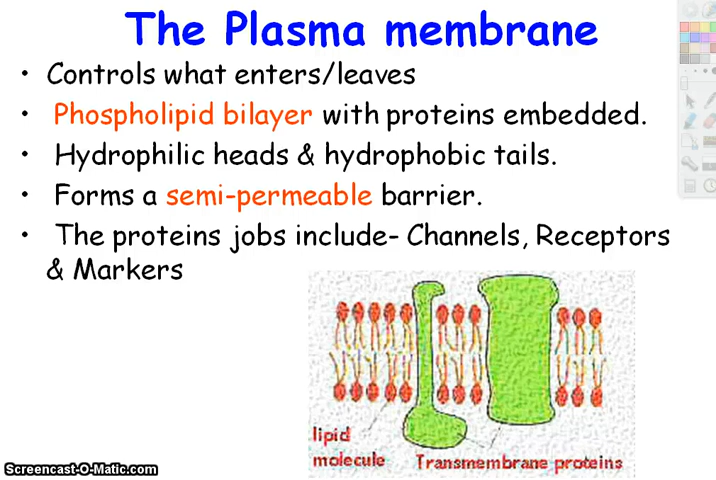 The Plasma membrane
• Controls what enters/leaves
• Phospholipid bilayer with proteins embedded.
• Hydrophilic heads & hydrophobic tails.
• Forms a semi-permeable barrier.
• The proteins jobs include- Channels, Receptors
& Markers
lipid
molecule
Transmembrane proteins
Screencast-O-Matic.com